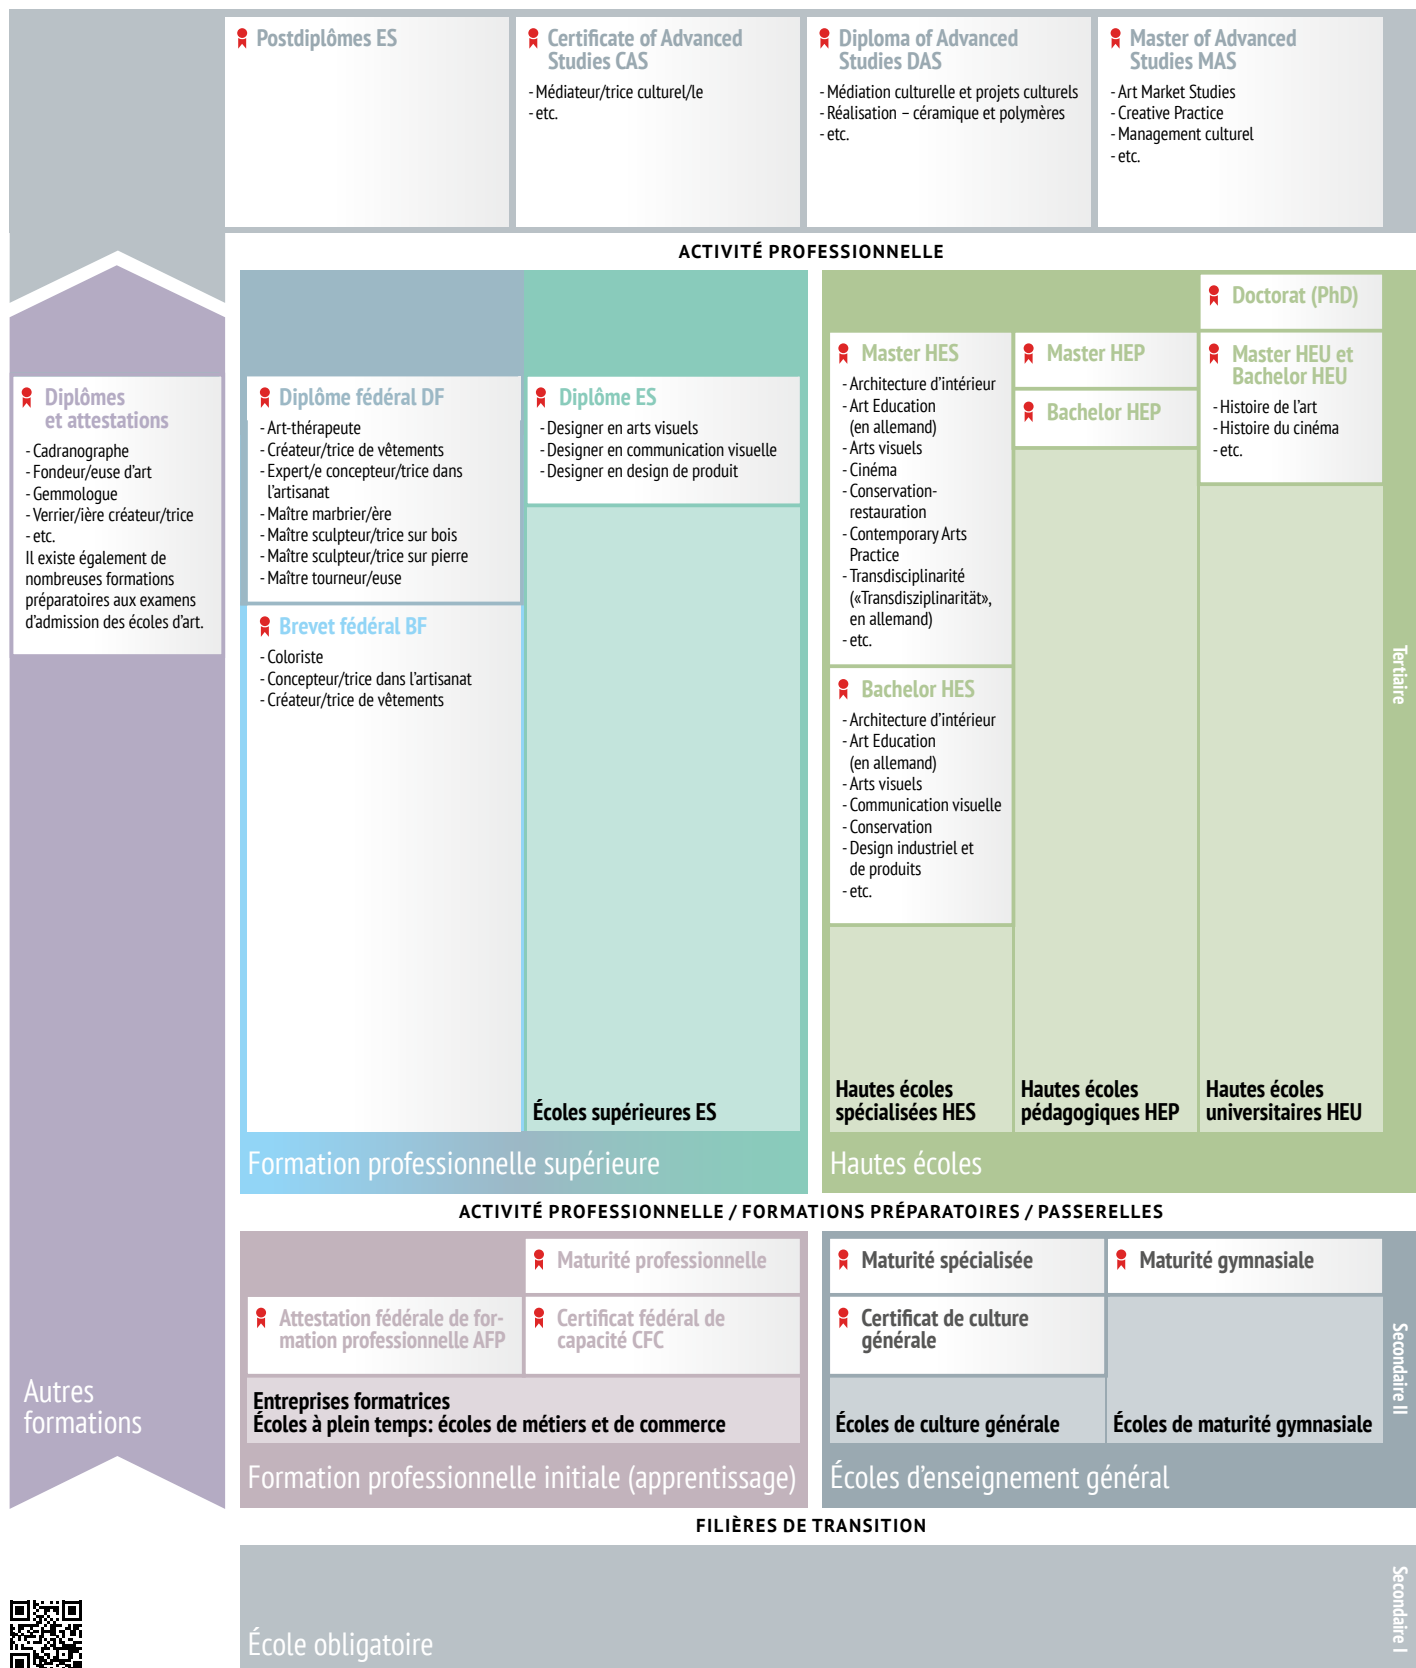 Postdiplômes ES
Certificate of Advanced
Studies CAS
- Médiateur/trice culturel/le
- etc.
Diploma of Advanced
Studies DAS
- Médiation culturelle et projets culturels
- Réalisation – céramique et polymères
- etc.
Master of Advanced
Studies MAS
- Art Market Studies
- Creative Practice
- Management culturel
- etc.
ACTIVITÉ PROFESSIONNELLE
Diplômes
et attestations
- Cadranographe
- Fondeur/euse d’art
- Gemmologue
- Verrier/ière créateur/trice
- etc.
Il existe également de
nombreuses formations
préparatoires aux examens
d’admission des écoles d’art.
Autres
formations
Diplôme fédéral DF
- Art-thérapeute
- Créateur/trice de vêtements
- Expert/e concepteur/trice dans
l’artisanat
- Maître marbrier/ère
- Maître sculpteur/trice sur bois
- Maître sculpteur/trice sur pierre
- Maître tourneur/euse
Brevet fédéral BF
- Coloriste
- Concepteur/trice dans l’artisanat
- Créateur/trice de vêtements
Diplôme ES
- Designer en arts visuels
- Designer en communication visuelle
- Designer en design de produit
Écoles supérieures ES
Formation professionnelle supérieure
Master HES
- Architecture d’intérieur
- Art Education
(en allemand)
- Arts visuels
- Cinéma
- Conservation-
restauration
- Contemporary Arts
Practice
- Transdisciplinarité
(«Transdisziplinarität»,
en allemand)
- etc.
Bachelor HES
- Architecture d’intérieur
- Art Education
(en allemand)
- Arts visuels
- Communication visuelle
- Conservation
- Design industriel et
de produits
- etc.
Hautes écoles
spécialisées HES
Master HEP
Bachelor HEP
Hautes écoles
pédagogiques HEP
Doctorat (PhD)
Master HEU et
Bachelor HEU
- Histoire de l’art
- Histoire du cinéma
- etc.
Hautes écoles
universitaires HEU
Hautes écoles
Tertiaire
ACTIVITÉ PROFESSIONNELLE / FORMATIONS PRÉPARATOIRES / PASSERELLES
Maturité professionnelle
Attestation fédérale de for-
mation professionnelle AFP
Certificat fédéral de
capacité CFC
Entreprises formatrices
Écoles à plein temps: écoles de métiers et de commerce
Formation professionnelle initiale (apprentissage)
Maturité spécialisée
Certificat de culture
générale
Écoles de culture générale
Maturité gymnasiale
Écoles de maturité gymnasiale
Écoles d’enseignement général
Secondaire II
FILIÈRES DE TRANSITION
École obligatoire
Secondaire I